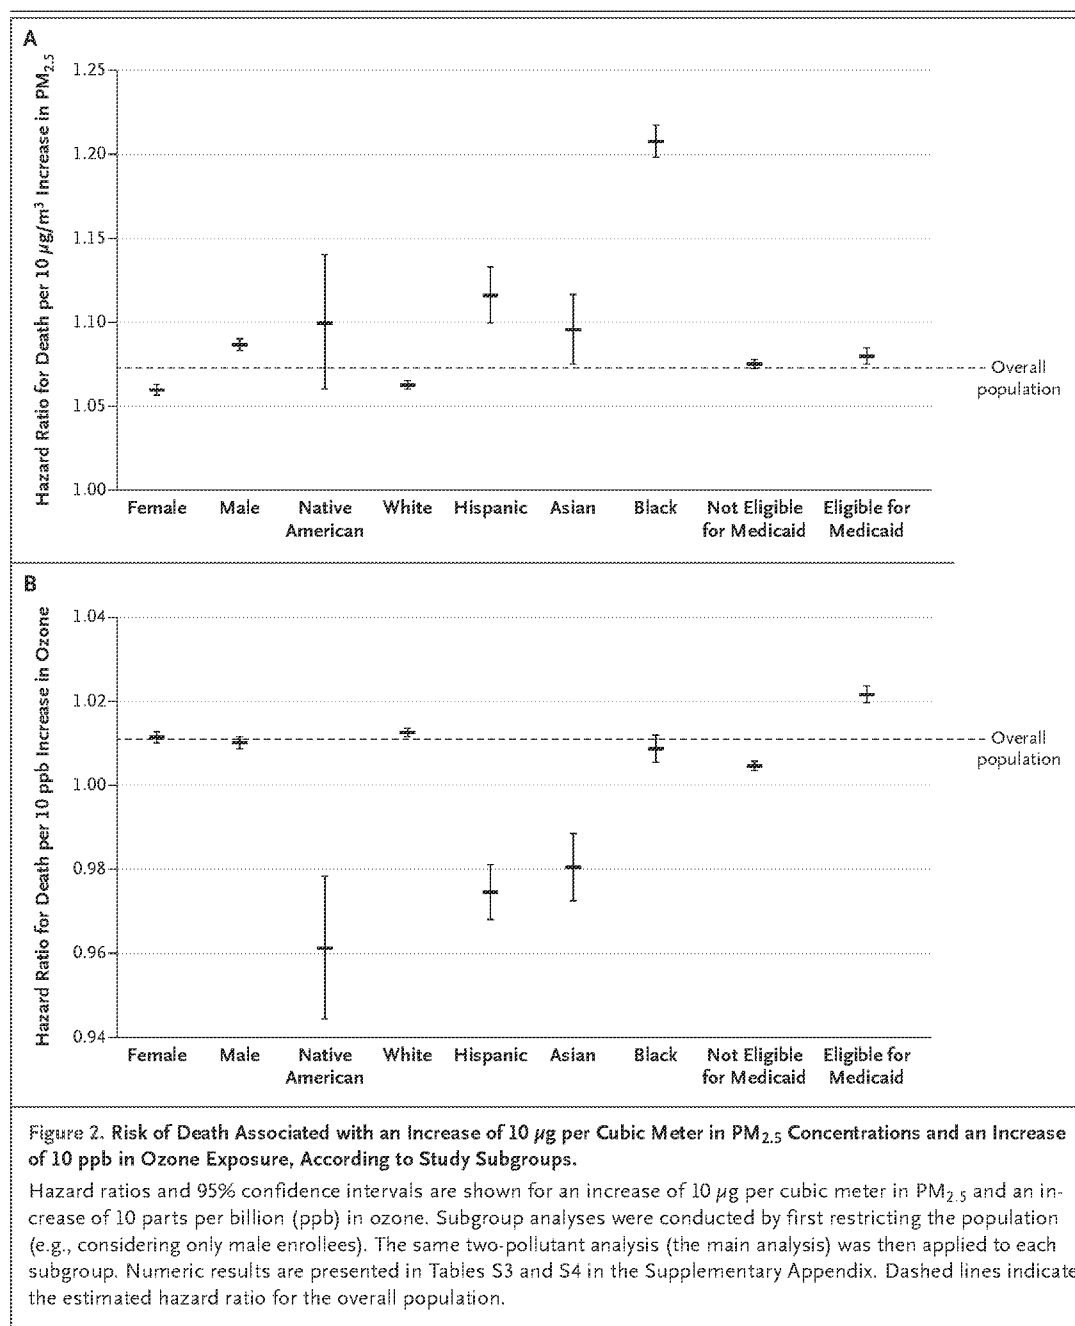 A
Hazard Ratio for Death per 10 µg/m³ Increase in PM₂.₅
1.25
1.20
1.15
1.10
1.05
1.00
Overall
population
Female
Male
Native
American
White
Hispanic
Asian
Black
Not Eligible
for Medicaid
Eligible for
Medicaid
B
Hazard Ratio for Death per 10 ppb Increase in Ozone
1.04
1.02
1.00
0.98
0.96
0.94
Overall
population
Female
Male
Native
American
White
Hispanic
Asian
Black
Not Eligible
for Medicaid
Eligible for
Medicaid
Figure 2. Risk of Death Associated with an Increase of 10 µg per Cubic Meter in PM₂.₅ Concentrations and an Increase
of 10 ppb in Ozone Exposure, According to Study Subgroups.
Hazard ratios and 95% confidence intervals are shown for an increase of 10 µg per cubic meter in PM₂.₅ and an in-
crease of 10 parts per billion (ppb) in ozone. Subgroup analyses were conducted by first restricting the population
(e.g., considering only male enrollees). The same two-pollutant analysis (the main analysis) was then applied to each
subgroup. Numeric results are presented in Tables S3 and S4 in the Supplementary Appendix. Dashed lines indicate
the estimated hazard ratio for the overall population.